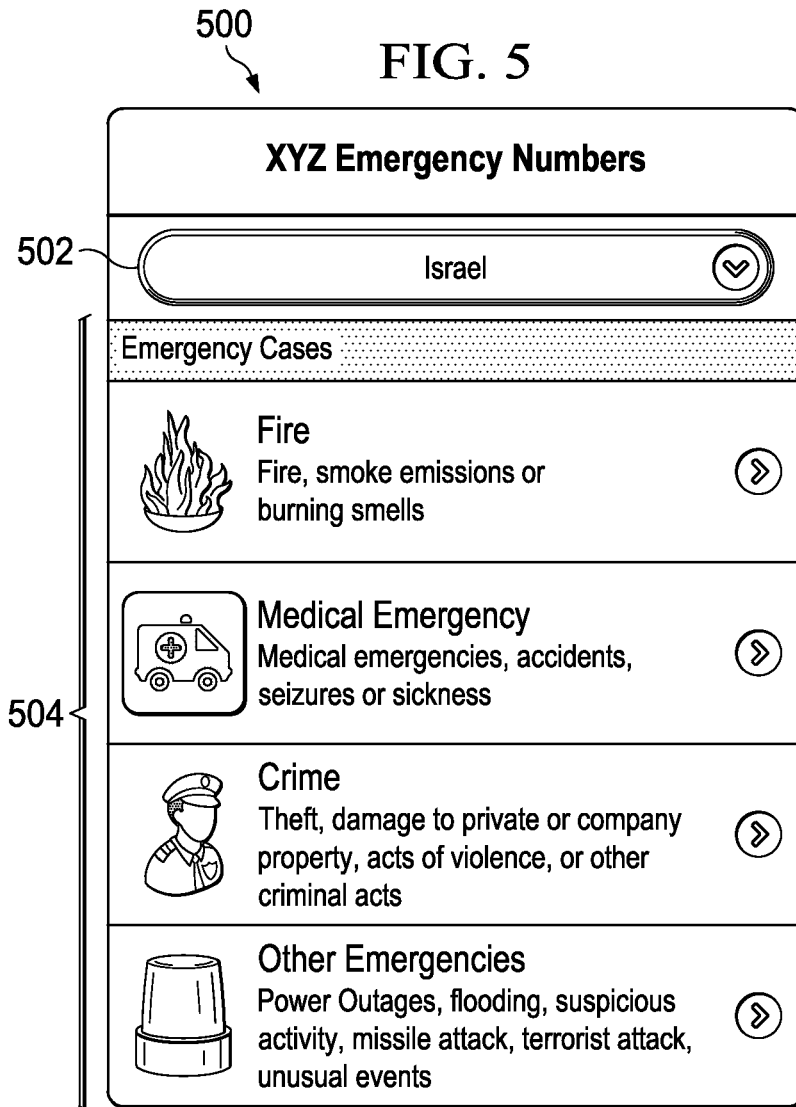 500
FIG. 5
XYZ Emergency Numbers
502
Israel
Emergency Cases
Fire
Fire, smoke emissions or
burning smells
Medical Emergency
Medical emergencies, accidents,
seizures or sickness
504
Crime
Theft, damage to private or company
property, acts of violence, or other
criminal acts
Other Emergencies
Power Outages, flooding, suspicious
activity, missile attack, terrorist attack,
unusual events